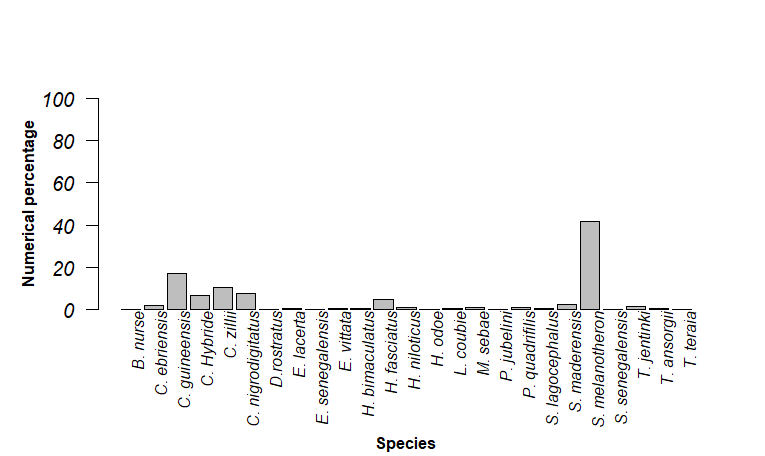 Numerical percentage
100
80
60
40
20
0
B. nurse
C. ebriensis
C. guineensis
C. Hybride
C. zillii
C. nigrodigitatus
D.rostratus
E. lacerta
E. senegalensis
E. vittata
H. bimaculatus
H. fasciatus
H. niloticus
H. odoe
L. coubie
M. sebae
P. jubelini
P. quadrifilis
S. lagocephalus
S. maderensis
S. melanotheron
S. senegalensis
T. jentinki
T. ansorgii
T. teraia
Species